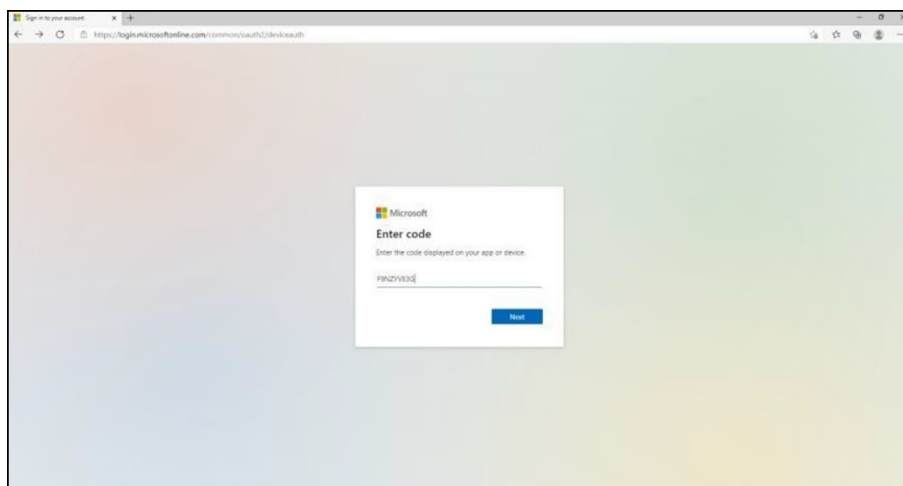 Sign in to your account
https://login.microsoftonline.com/common/oauth2/deviceauth
Microsoft
Enter code
Enter the code displayed on your app or device.
Next